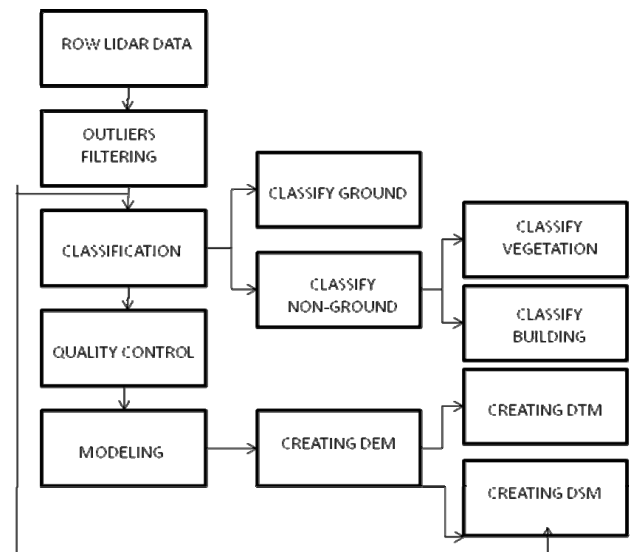 ROW LIDAR DATA
OUTLIERS
FILTERING
CLASSIFY GROUND
CLASSIFICATION
CLASSIFY
VEGETATION
CLASSIFY
NON-GROUND
CLASSIFY
BUILDING
QUALITY CONTROL
MODELING
CREATING DEM
CREATING DTM
CREATING DSM